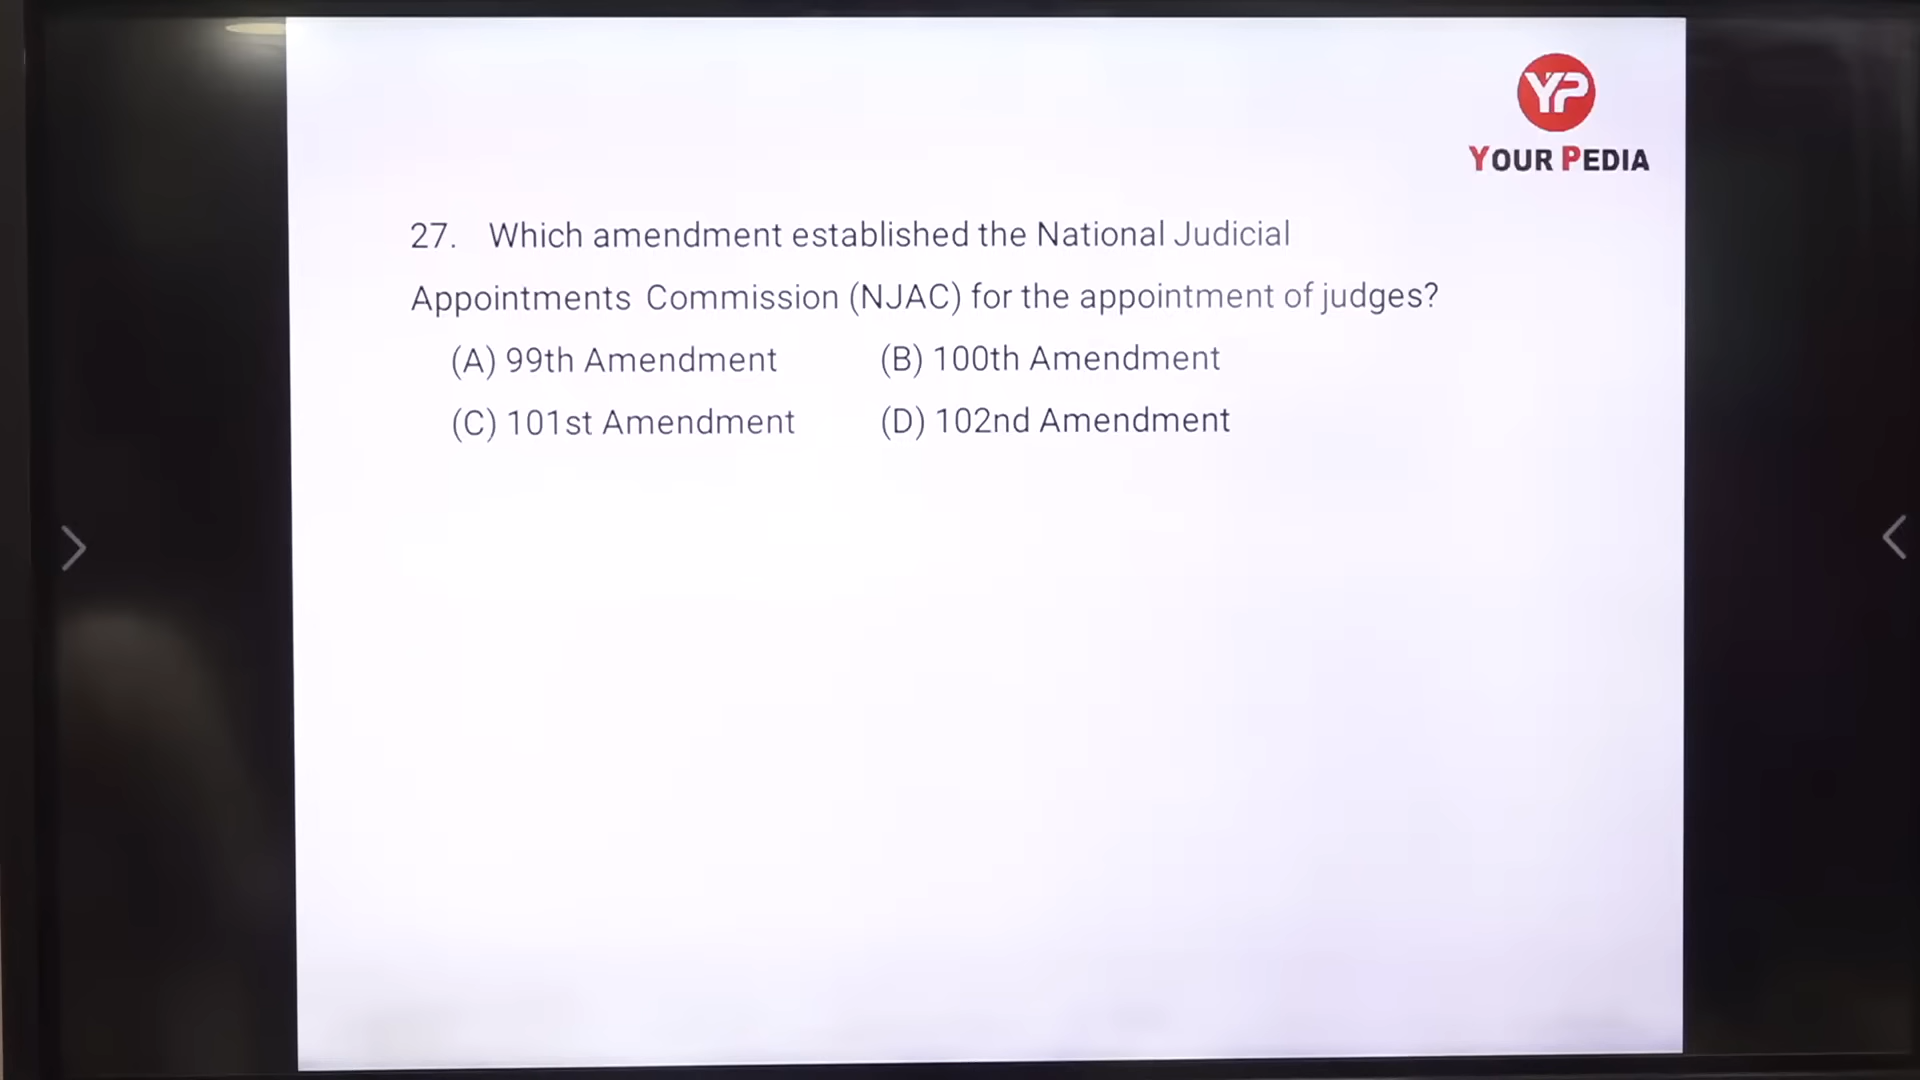 YP
YOUR PEDIA
27. Which amendment established the National Judicial
Appointments Commission (NJAC) for the appointment of judges?
(A) 99th Amendment (B) 100th Amendment
(C) 101st Amendment (D) 102nd Amendment